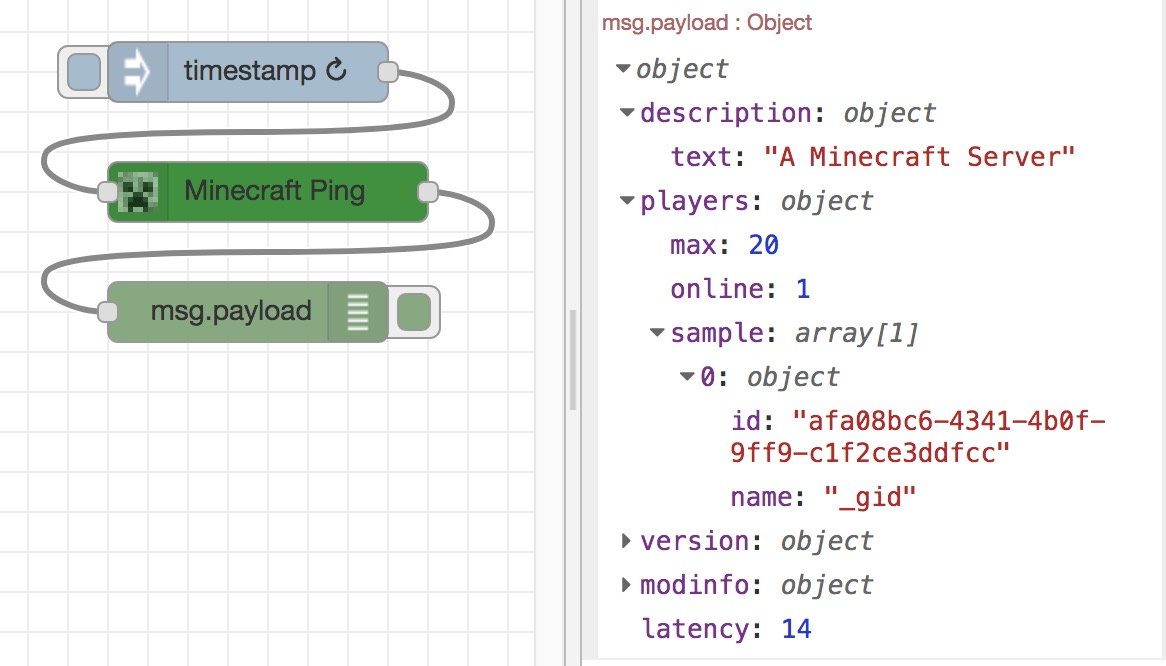 timestamp ↻
Minecraft Ping
msg.payload
msg.payload : Object
object
description: object
text: "A Minecraft Server"
players: object
max: 20
online: 1
sample: array[1]
0: object
id: "afa08bc6-4341-4b0f-
9ff9-c1f2ce3ddfcc"
name: "_gid"
version: object
modinfo: object
latency: 14